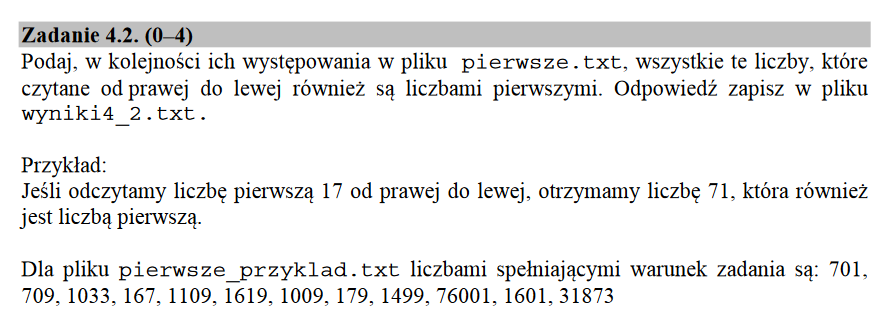 Zadanie 4.2. (0–4)
Podaj, w kolejności ich występowania w pliku pierwsze.txt, wszystkie te liczby, które
czytane od prawej do lewej również są liczbami pierwszymi. Odpowiedź zapisz w pliku
wyniki4_2.txt.
Przykład:
Jeśli odczytamy liczbę pierwszą 17 od prawej do lewej, otrzymamy liczbę 71, która również
jest liczbą pierwszą.
Dla pliku pierwsze_przyklad.txt liczbami spełniającymi warunek zadania są: 701,
709, 1033, 167, 1109, 1619, 1009, 179, 1499, 76001, 1601, 31873